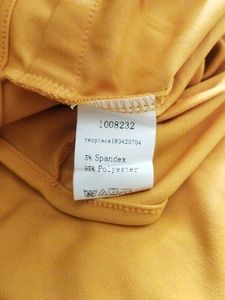 1008232
twopiece180420704
5% Spandex
95% Polyester